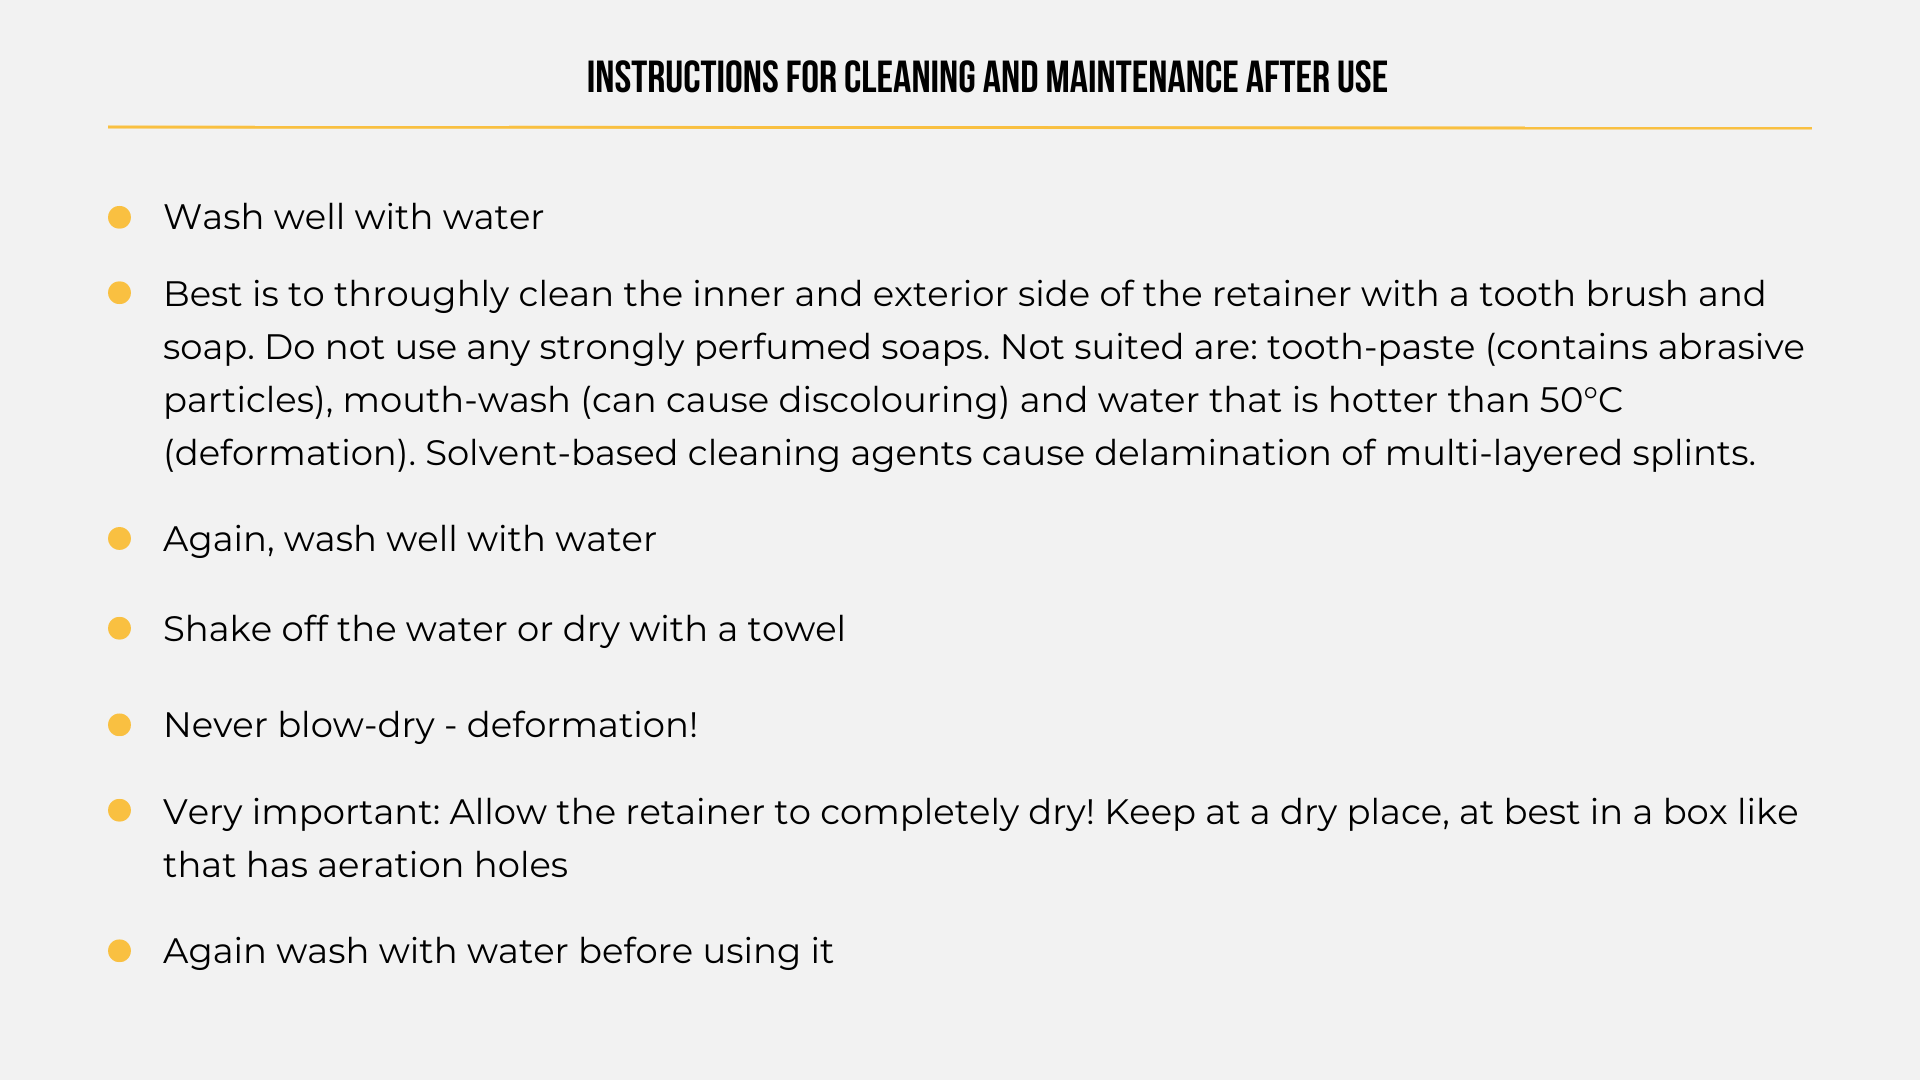 INSTRUCTIONS FOR CLEANING AND MAINTENANCE AFTER USE
Wash well with water
Best is to throughly clean the inner and exterior side of the retainer with a tooth brush and
soap. Do not use any strongly perfumed soaps. Not suited are: tooth-paste (contains abrasive
particles), mouth-wash (can cause discolouring) and water that is hotter than 50°C
(deformation). Solvent-based cleaning agents cause delamination of multi-layered splints.
Again, wash well with water
Shake off the water or dry with a towel
Never blow-dry - deformation!
Very important: Allow the retainer to completely dry! Keep at a dry place, at best in a box like
that has aeration holes
Again wash with water before using it